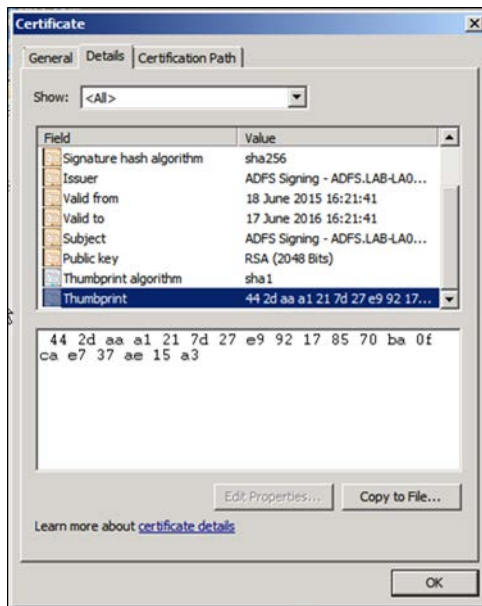 Certificate
General Details Certification Path
Show: <All>
Field Value
Signature hash algorithm sha256
Issuer ADFS Signing - ADFS.LAB-LA0...
Valid from 18 June 2015 16:21:41
Valid to 17 June 2016 16:21:41
Subject ADFS Signing - ADFS.LAB-LA0...
Public key RSA (2048 Bits)
Thumbprint algorithm sha1
Thumbprint 44 2d aa a1 21 7d 27 e9 92 17...
44 2d aa a1 21 7d 27 e9 92 17 85 70 ba 0f
ca e7 37 ae 15 a3
Edit Properties... Copy to File...
Learn more about certificate details
OK